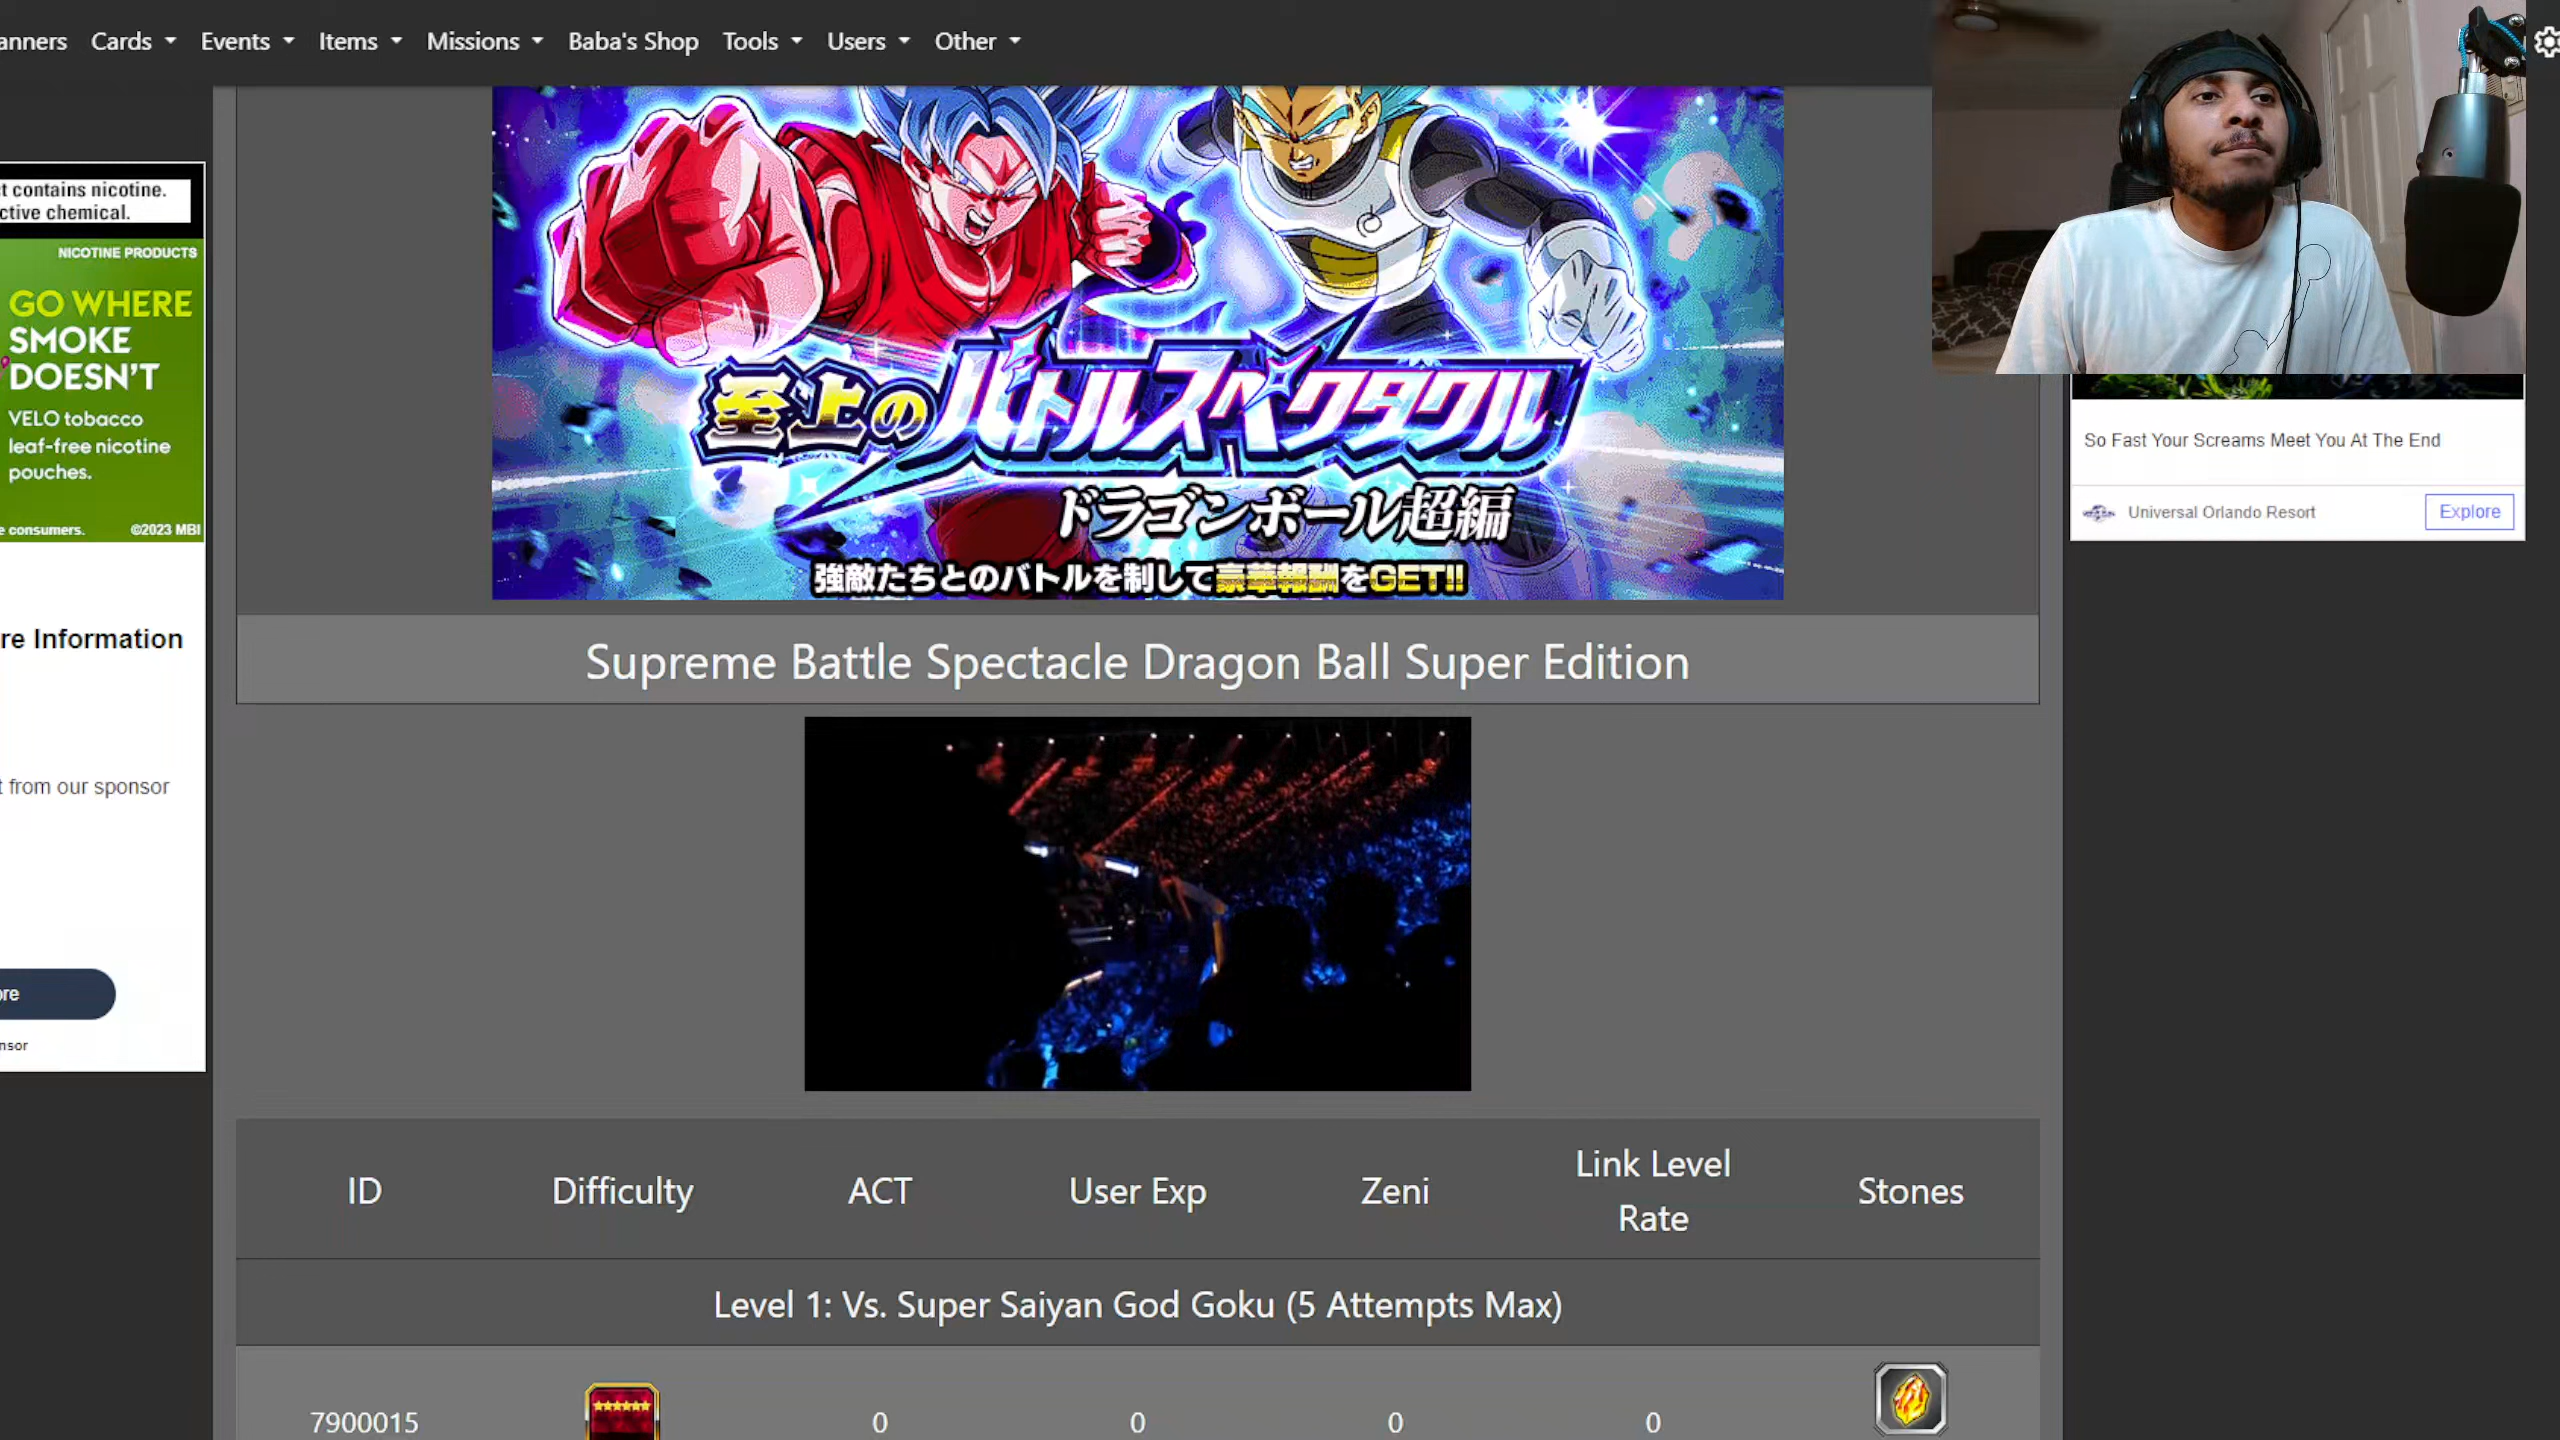 anners Cards Events Items Missions Baba's Shop Tools Users Other
t contains nicotine.
ctive chemical.
NICOTINE PRODUCTS
GO WHERE
SMOKE
DOESN'T
VELO tobacco
leaf-free nicotine
pouches.
e consumers. ©2023 MBI
re Information
t from our sponsor
ore
nsor
至上のバトルスペクタクル
ドラゴンボール超編
強敵たちとのバトルを制して豪華報酬をGET!!
Supreme Battle Spectacle Dragon Ball Super Edition
So Fast Your Screams Meet You At The End
Universal Orlando Resort Explore
ID Difficulty ACT User Exp Zeni Link Level Rate Stones
Level 1: Vs. Super Saiyan God Goku (5 Attempts Max)
7900015 0 0 0 0